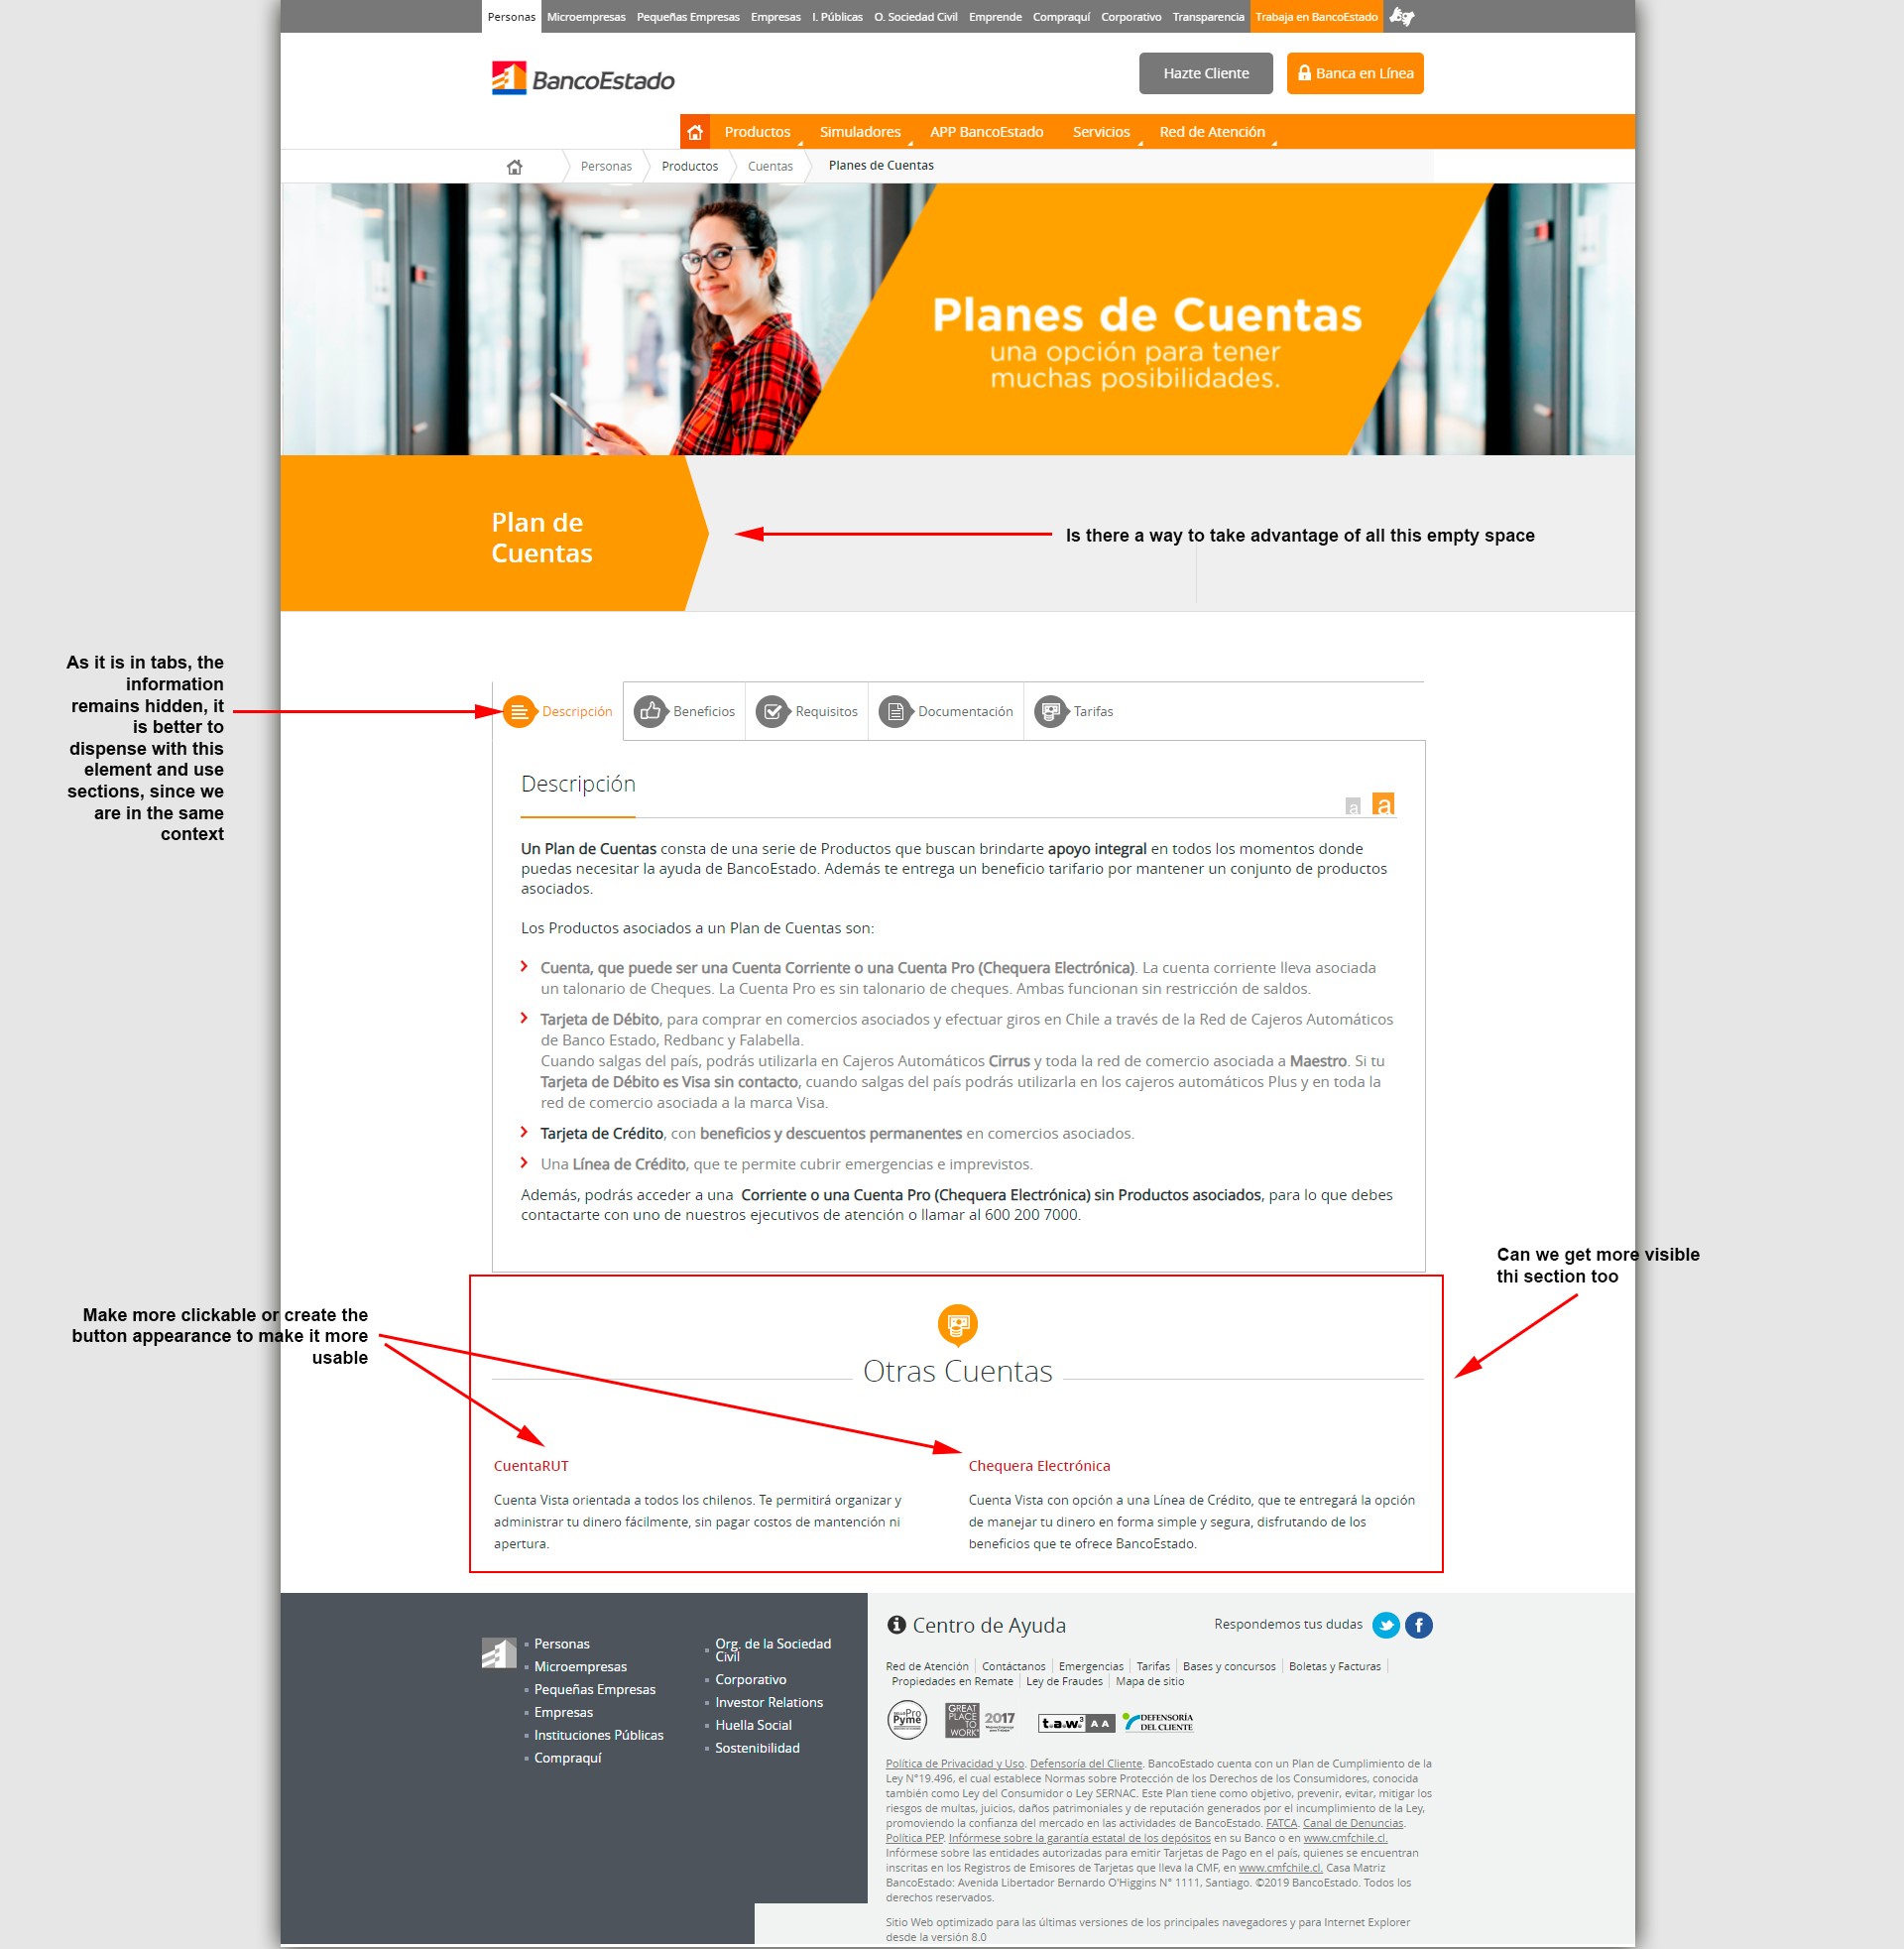 Personas Microempresas Pequeñas Empresas Empresas I. Públicas O. Sociedad Civil Emprende Compraquí Corporativo Transparencia Trabaja en BancoEstado
BancoEstado
Hazte Cliente
Banca en Línea
Productos Simuladores APP BancoEstado Servicios Red de Atención
Personas Productos Cuentas Planes de Cuentas
Planes de Cuentas
una opción para tener
muchas posibilidades.
Plan de
Cuentas
Is there a way to take advantage of all this empty space
As it is in tabs, the
information
remains hidden, it
is better to
dispense with this
element and use
sections, since we
are in the same
context
Descripción Beneficios Requisitos Documentación Tarifas
Descripción
a a
Un Plan de Cuentas consta de una serie de Productos que buscan brindarte apoyo integral en todos los momentos donde
puedas necesitar la ayuda de BancoEstado. Además te entrega un beneficio tarifario por mantener un conjunto de productos
asociados.
Los Productos asociados a un Plan de Cuentas son:
Cuenta, que puede ser una Cuenta Corriente o una Cuenta Pro (Chequera Electrónica). La cuenta corriente lleva asociada
un talonario de Cheques. La Cuenta Pro es sin talonario de cheques. Ambas funcionan sin restricción de saldos.
Tarjeta de Débito, para comprar en comercios asociados y efectuar giros en Chile a través de la Red de Cajeros Automáticos
de Banco Estado, Redbanc y Falabella.
Cuando salgas del país, podrás utilizarla en Cajeros Automáticos Cirrus y toda la red de comercio asociada a Maestro. Si tu
Tarjeta de Débito es Visa sin contacto, cuando salgas del país podrás utilizarla en los cajeros automáticos Plus y en toda la
red de comercio asociada a la marca Visa.
Tarjeta de Crédito, con beneficios y descuentos permanentes en comercios asociados.
Una Línea de Crédito, que te permite cubrir emergencias e imprevistos.
Además, podrás acceder a una Corriente o una Cuenta Pro (Chequera Electrónica) sin Productos asociados, para lo que debes
contactarte con uno de nuestros ejecutivos de atención o llamar al 600 200 7000.
Can we get more visible
thi section too
Make more clickable or create the
button appearance to make it more
usable
Otras Cuentas
CuentaRUT
Cuenta Vista orientada a todos los chilenos. Te permitirá organizar y
administrar tu dinero fácilmente, sin pagar costos de mantención ni
apertura.
Chequera Electrónica
Cuenta Vista con opción a una Línea de Crédito, que te entregará la opción
de manejar tu dinero en forma simple y segura, disfrutando de los
beneficios que te ofrece BancoEstado.
Personas
Microempresas
Pequeñas Empresas
Empresas
Instituciones Públicas
Compraquí
Org. de la Sociedad
Civil
Corporativo
Investor Relations
Huella Social
Sostenibilidad
Centro de Ayuda
Respondemos tus dudas
Red de Atención Contáctanos Emergencias Tarifas Bases y concursos Boletas y Facturas
Propiedades en Remate Ley de Fraudes Mapa de sitio
Pro
Pyme
GREAT
PLACE
TO
WORK
2017
t.a.w.3 A A
DEFENSORÍA
DEL CLIENTE
Política de Privacidad y Uso. Defensoría del Cliente. BancoEstado cuenta con un Plan de Cumplimiento de la
Ley N°19.496, el cual establece Normas sobre Protección de los Derechos de los Consumidores, conocida
también como Ley del Consumidor o Ley SERNAC. Este Plan tiene como objetivo, prevenir, evitar, mitigar los
riesgos de multas, juicios, daños patrimoniales y de reputación generados por el incumplimiento de la Ley,
promoviendo la confianza del mercado en las actividades de BancoEstado. FATCA. Canal de Denuncias.
Política PEP. Infórmese sobre la garantía estatal de los depósitos en su Banco o en www.cmfchile.cl.
Infórmese sobre las entidades autorizadas para emitir Tarjetas de Pago en el país, quienes se encuentran
inscritas en los Registros de Emisores de Tarjetas que lleva la CMF, en www.cmfchile.cl. Casa Matriz
BancoEstado: Avenida Libertador Bernardo O'Higgins N° 1111, Santiago. ©2019 BancoEstado. Todos los
derechos reservados.
Sitio Web optimizado para las últimas versiones de los principales navegadores y para Internet Explorer
desde la versión 8.0